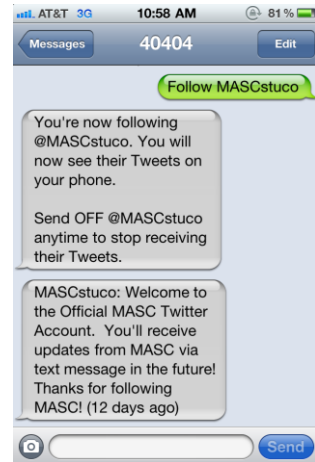 AT&T 3G 10:58 AM 81%
Messages 40404 Edit
Follow MASCstuco
You're now following
@MASCstuco. You will
now see their Tweets on
your phone.
Send OFF @MASCstuco
anytime to stop receiving
their Tweets.
MASCstuco: Welcome to
the Official MASC Twitter
Account.  You'll receive
updates from MASC via
text message in the future!
Thanks for following
MASC! (12 days ago)
Send